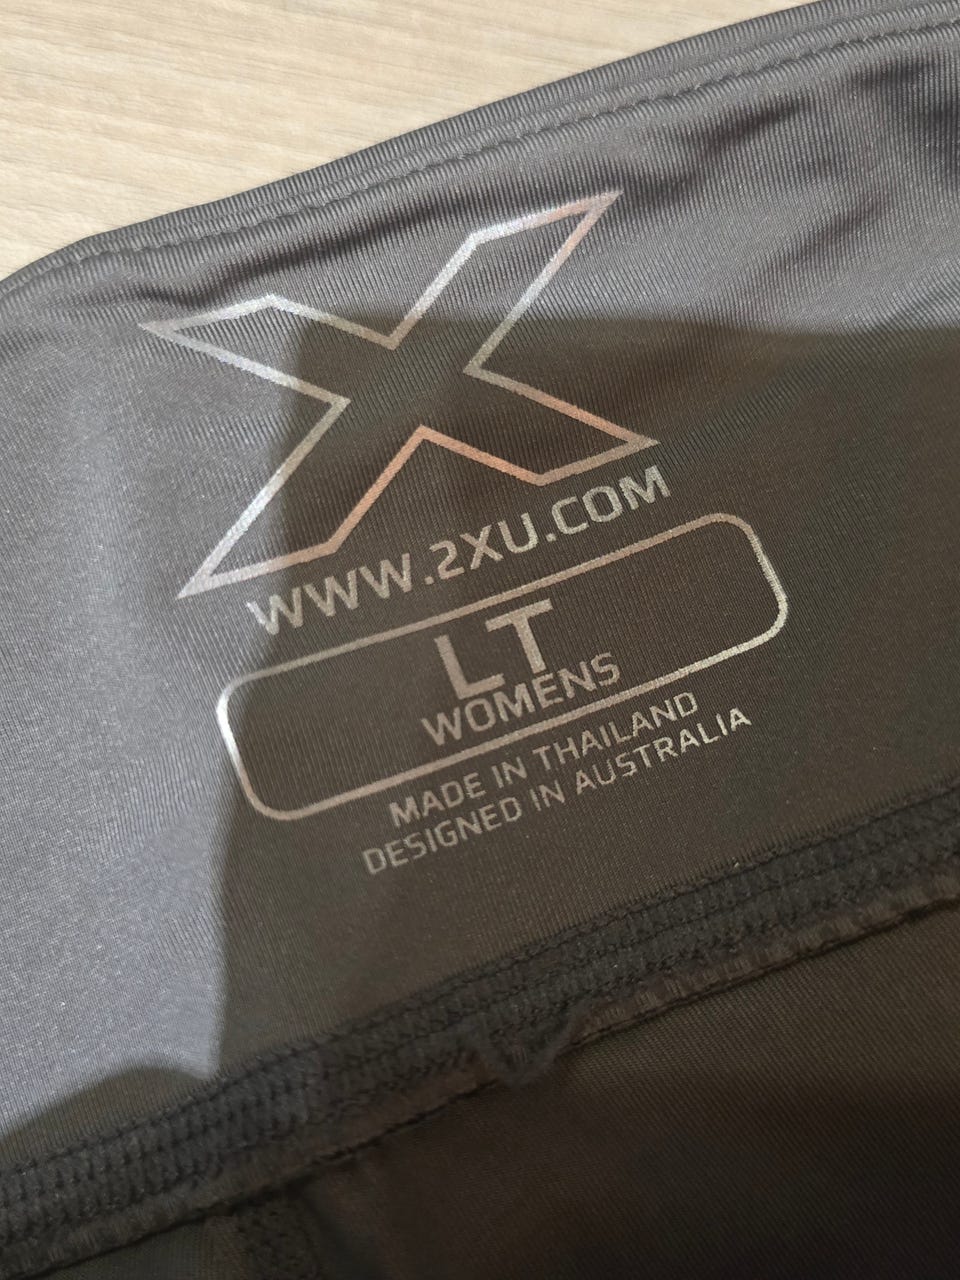 X
WWW.2XU.COM
LT
WOMENS
MADE IN THAILAND
DESIGNED IN AUSTRALIA